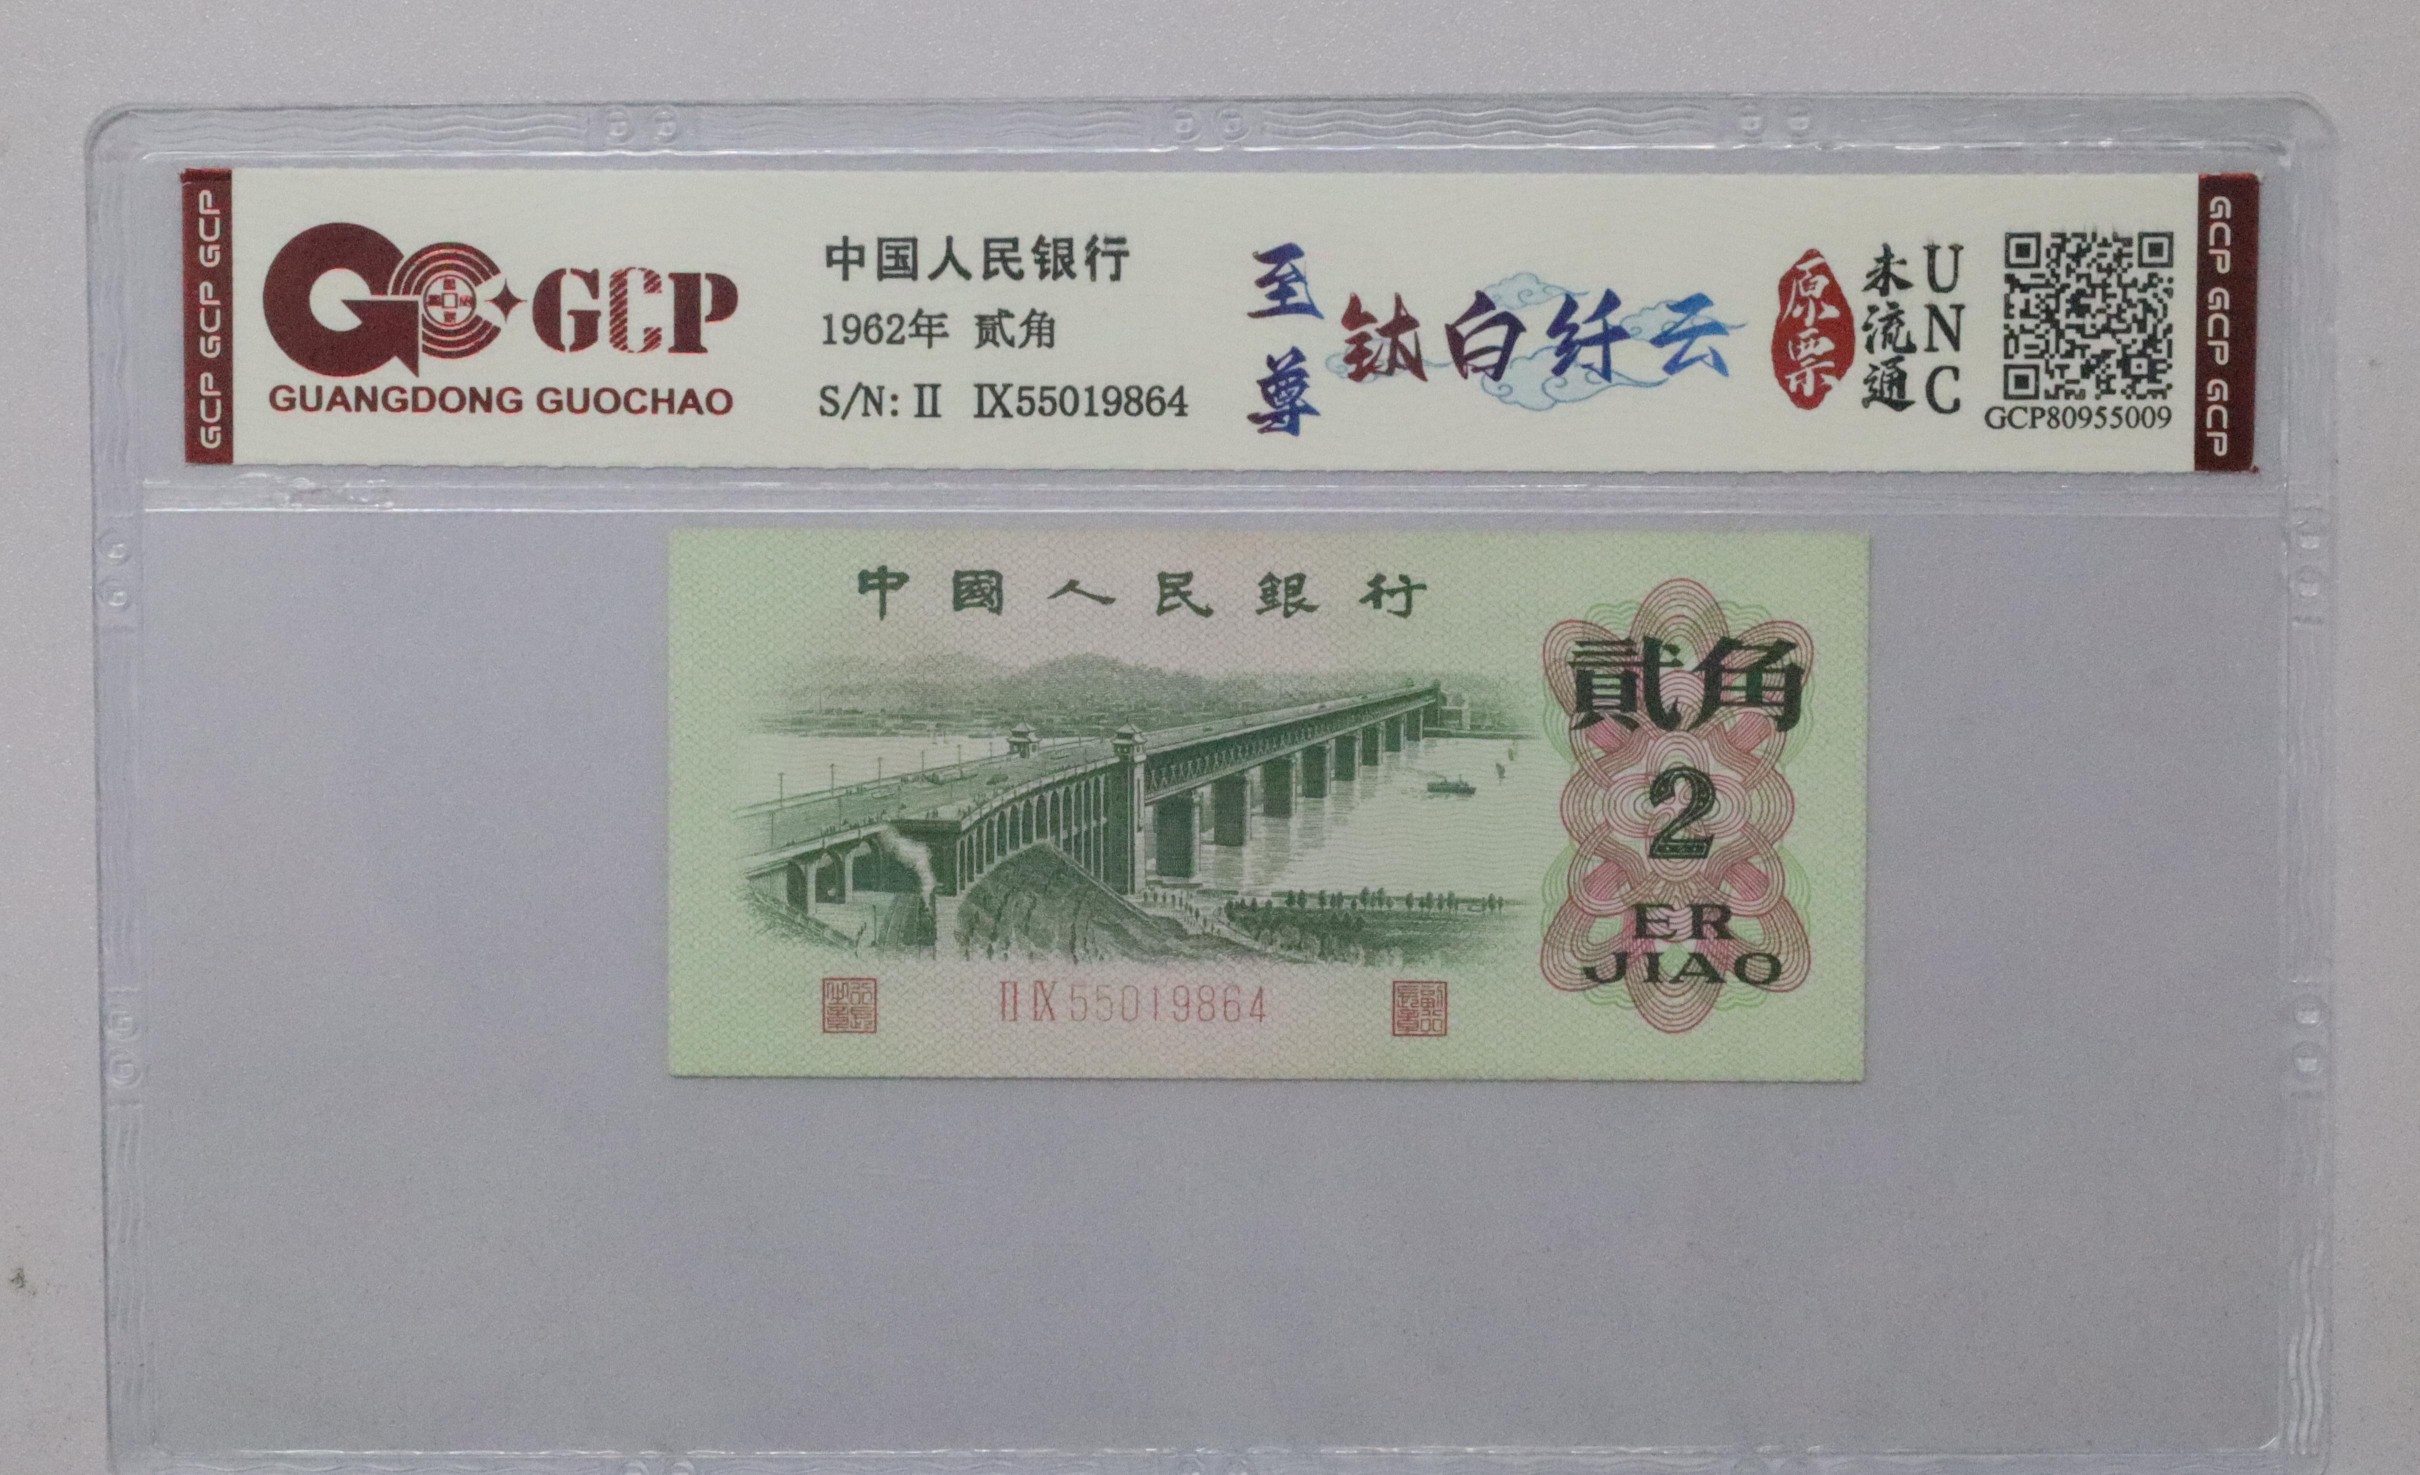 GCP GCP GCP
GCP
GUANGDONG GUOCHAO
中国人民银行
1962年 贰角
S/N: II IX55019864
至尊
钛白纤云
原票
未流通
UNC
GCP80955009
GCP GCP GCP
中國人民銀行
貳角
2
ER
JIAO
II IX 55019864